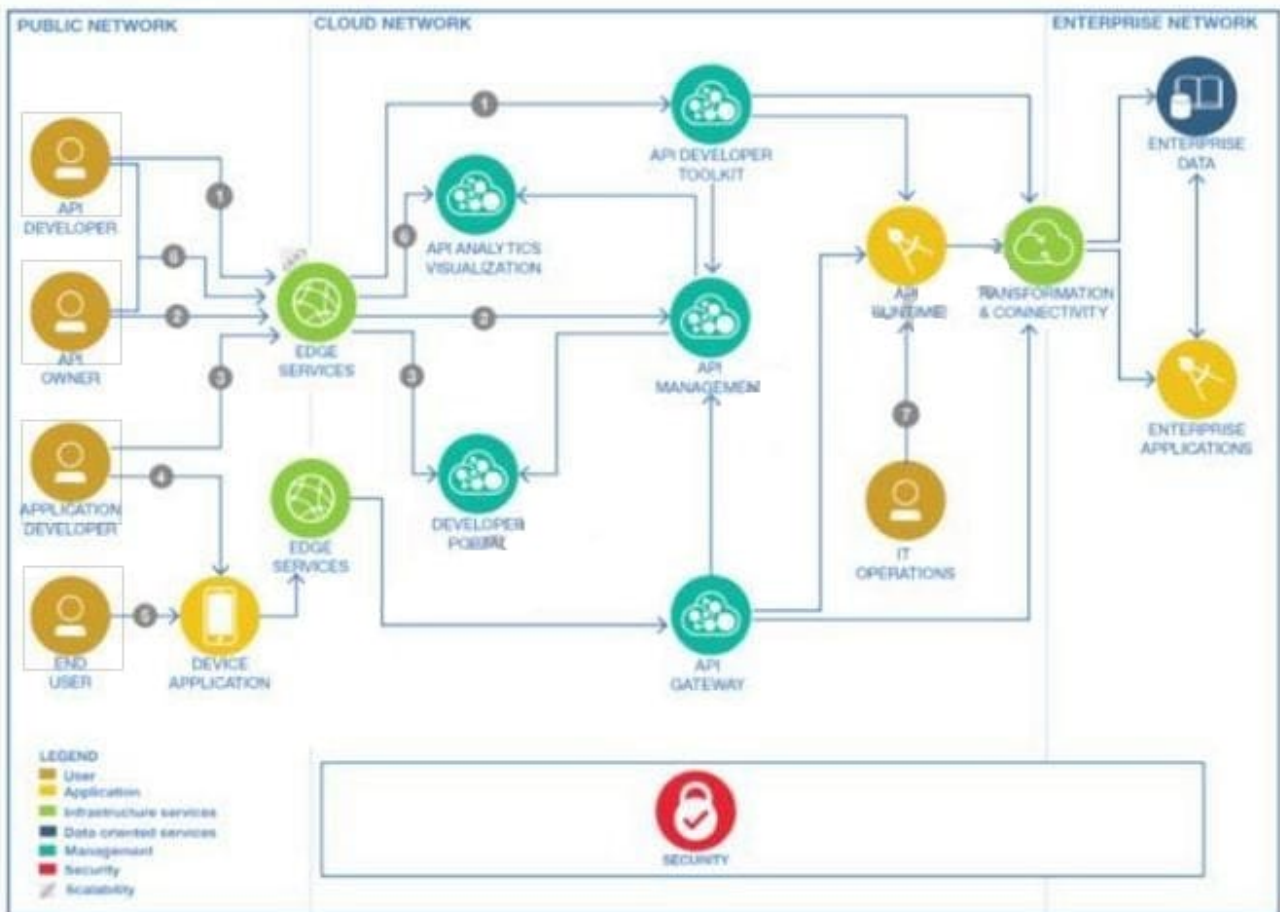 PUBLIC NETWORK
CLOUD NETWORK
ENTERPRISE NETWORK
1
API DEVELOPER
TOOLKIT
ENTERPRISE
DATA
API
DEVELOPER
1
6
API ANALYTICS
VISUALIZATION
6
API
OWNER
2
EDGE
SERVICES
2
API
MANAGEMEN
API
TRANSFORMATION
& CONNECTIVITY
3
3
7
ENTERPRISE
APPLICATIONS
APPLICATION
DEVELOPER
4
EDGE
SERVICES
DEVELOPER
IT
OPERATIONS
END
USER
5
DEVICE
APPLICATION
API
GATEWAY
LEGEND
User
Application
Infrastructure services
Data oriented services
Management
Security
Scalability
SECURITY